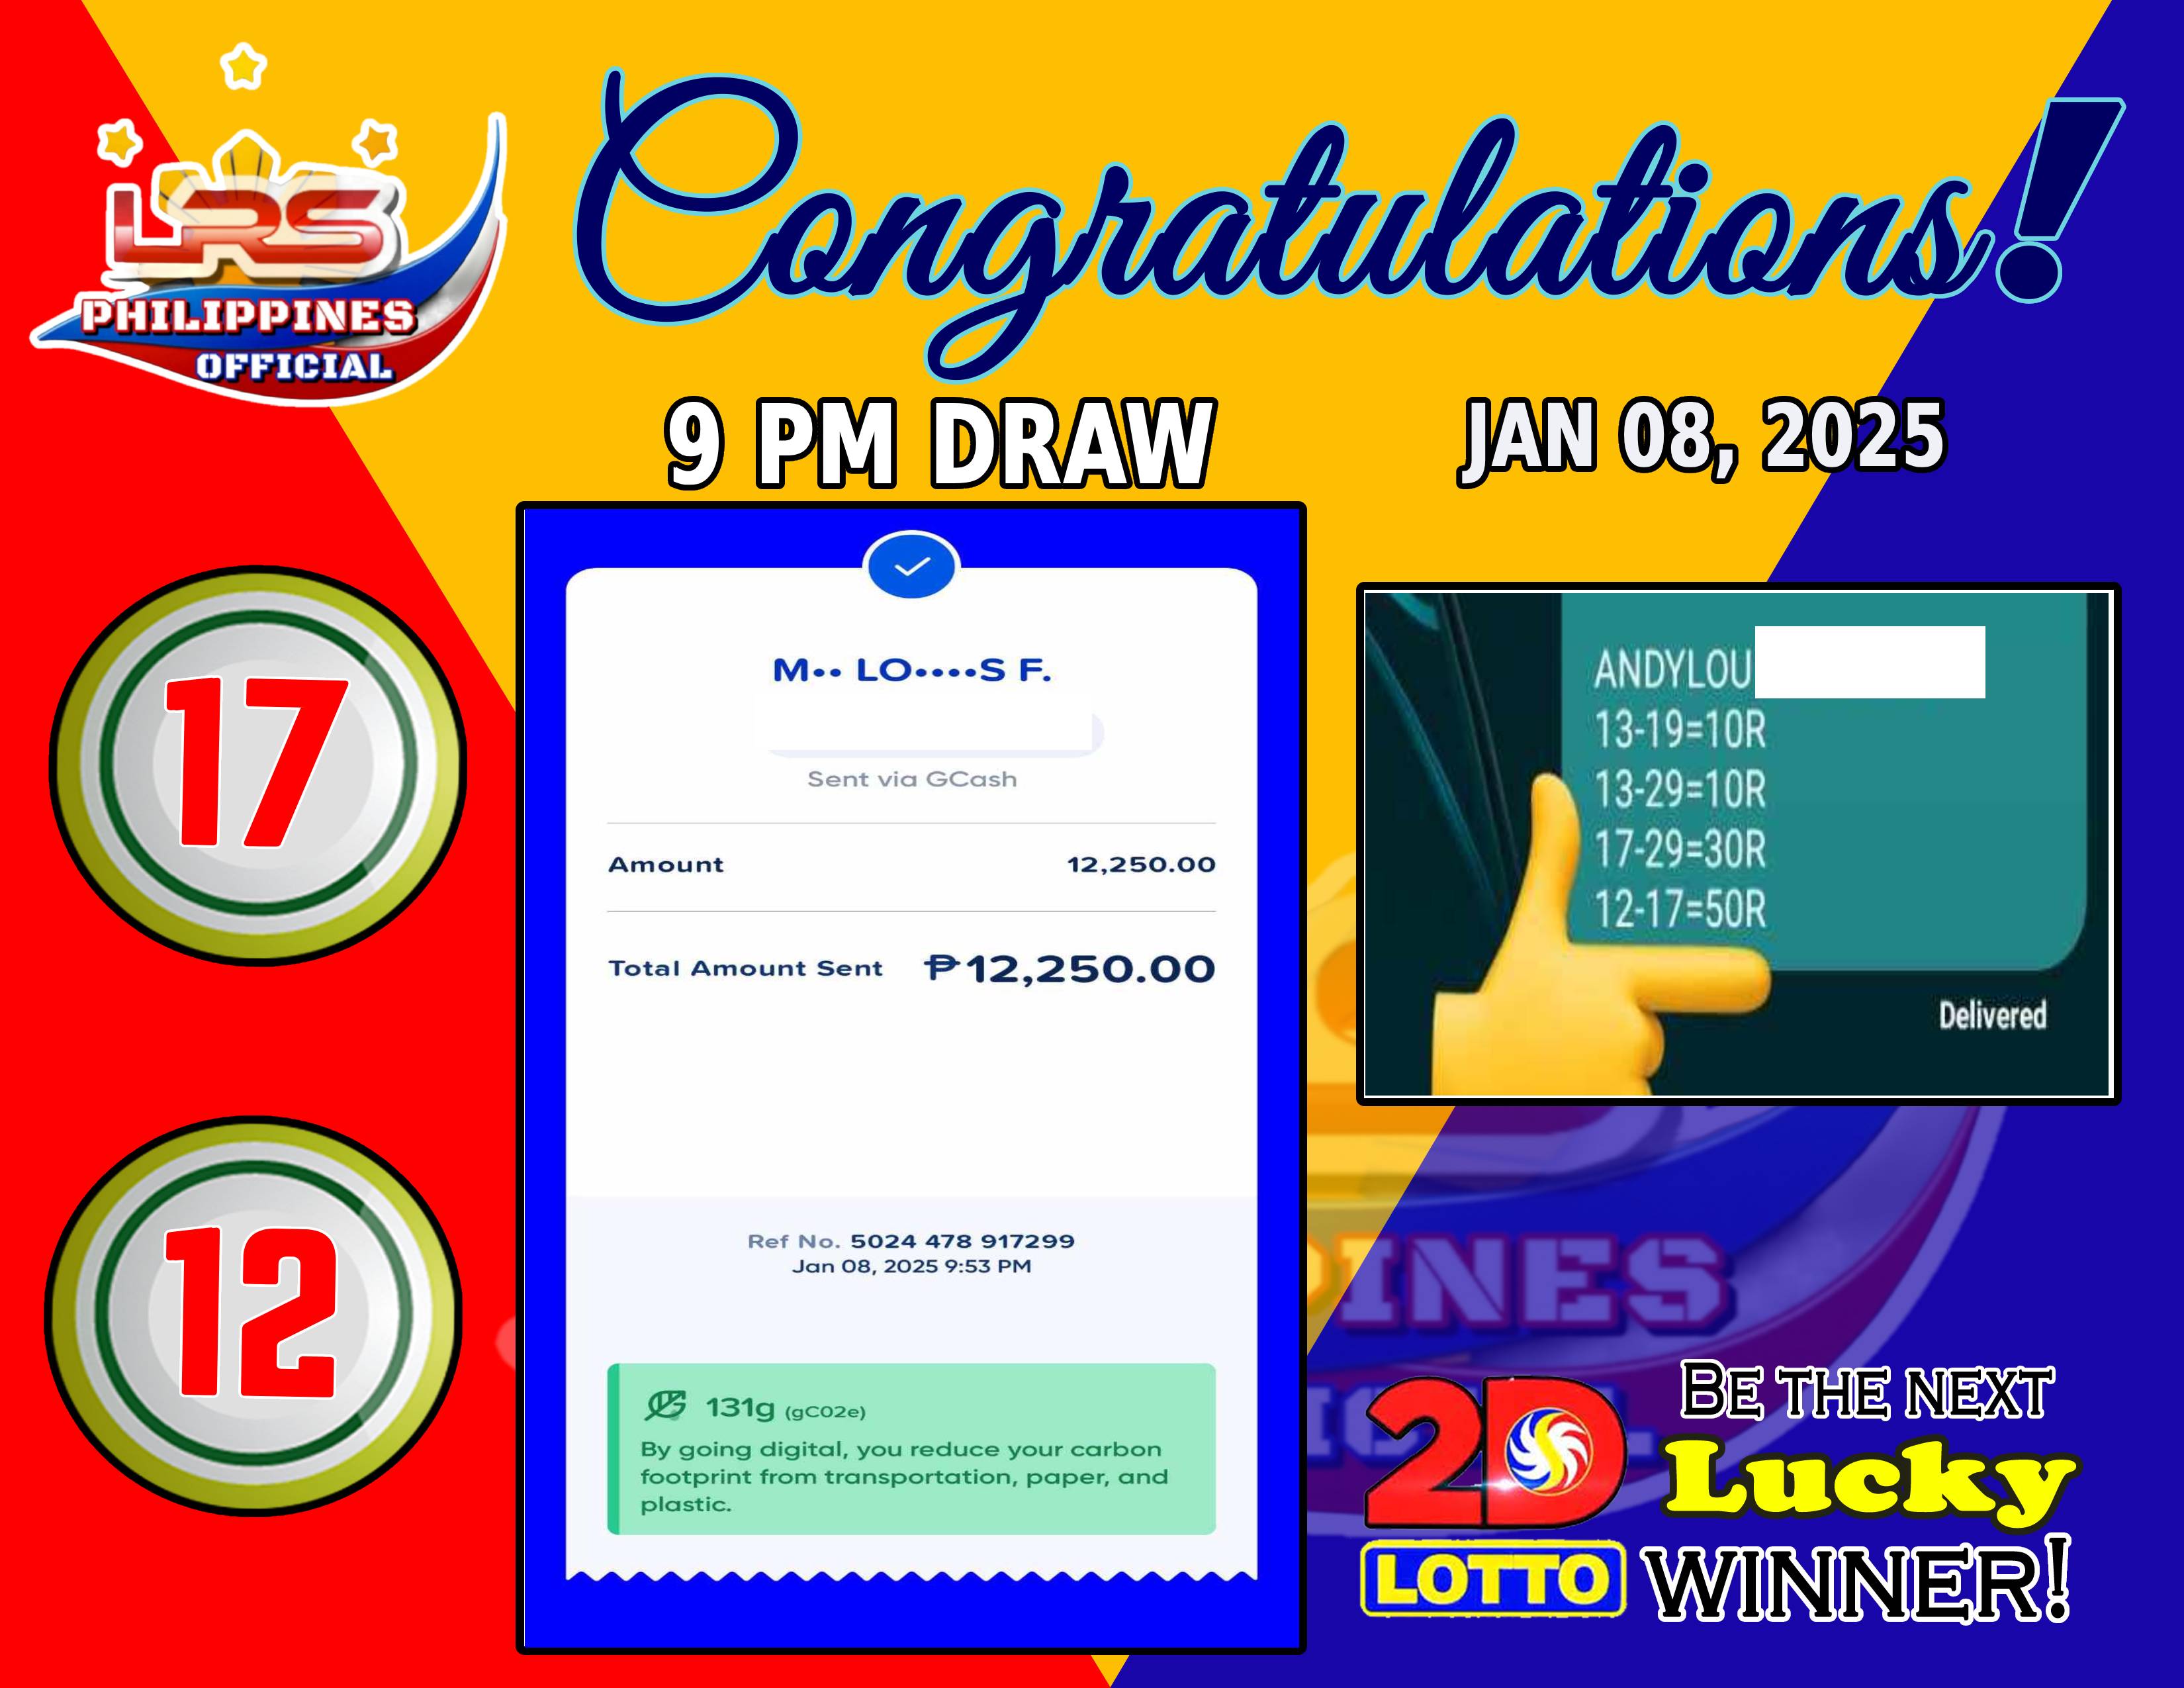 LRS
PHILIPPINES
OFFICIAL
Congratulations!
9 PM DRAW
JAN 08, 2025
17
12
M•• LO••••S F.
Sent via GCash
Amount 12,250.00
Total Amount Sent ₱12,250.00
Ref No. 5024 478 917299
Jan 08, 2025 9:53 PM
131g (gCO2e)
By going digital, you reduce your carbon
footprint from transportation, paper, and
plastic.
ANDYLOU
13-19=10R
13-29=10R
17-29=30R
12-17=50R
Delivered
2D
LOTTO
BE THE NEXT
Lucky
WINNER!